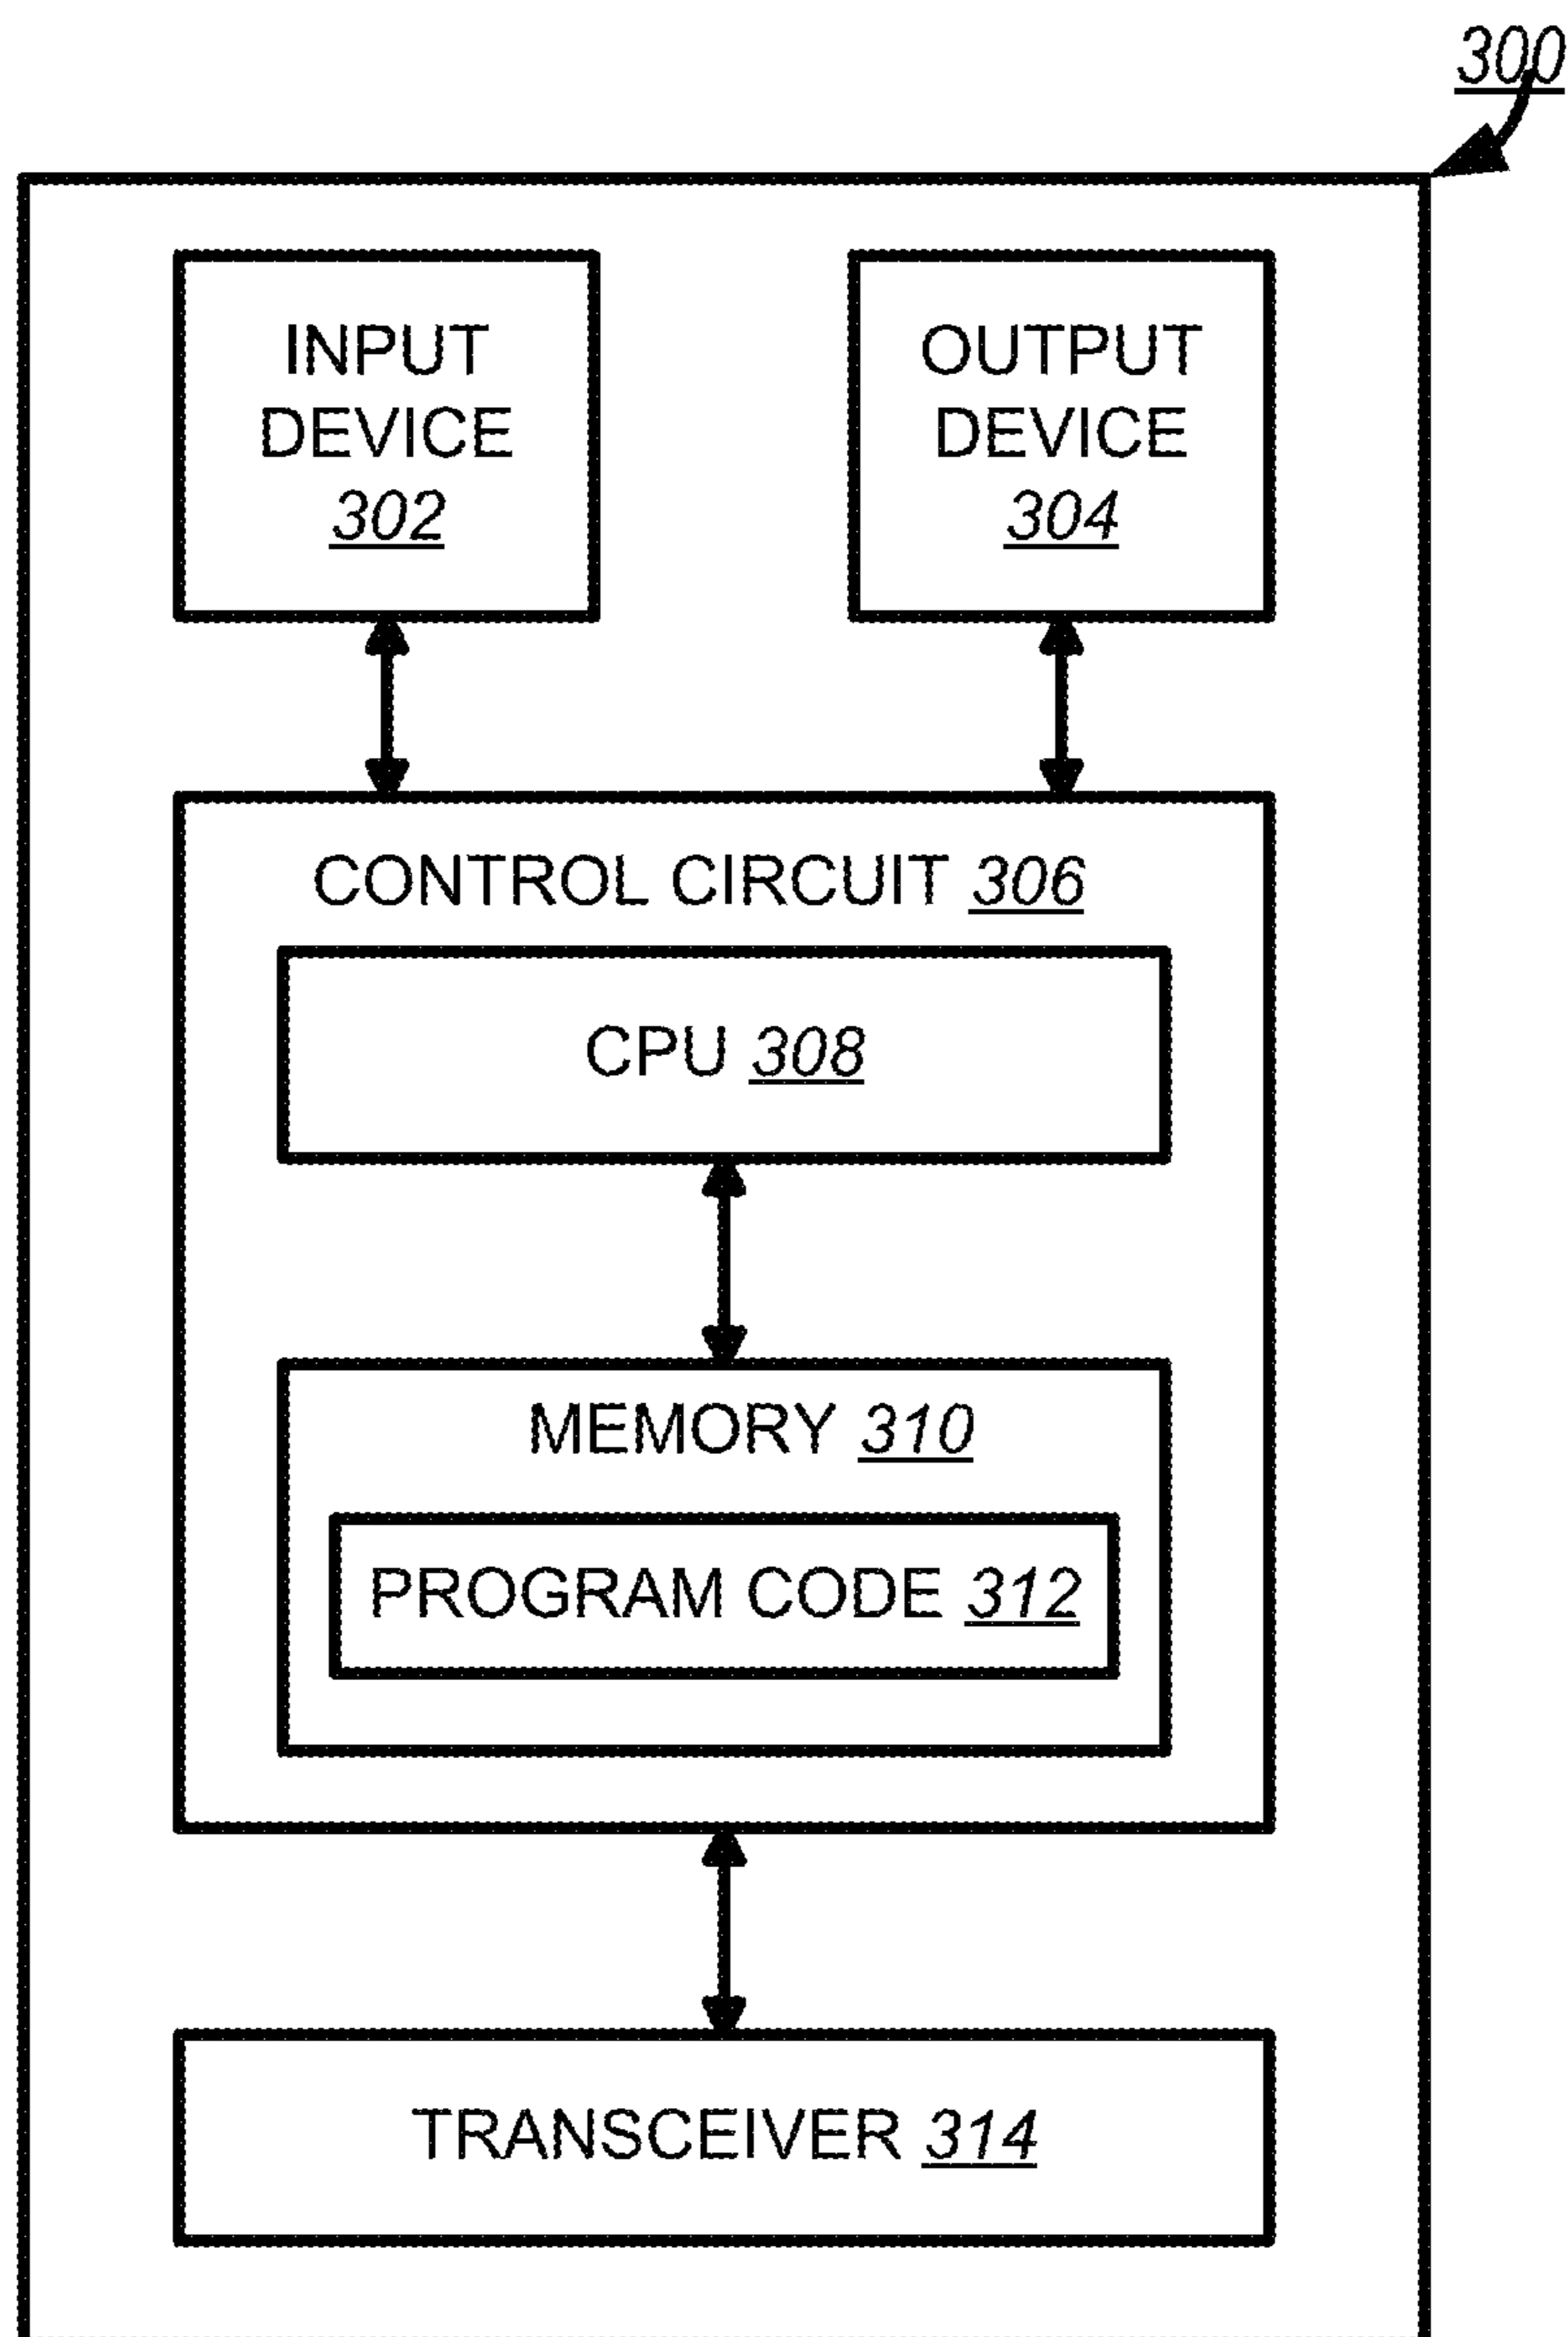 300
INPUT
DEVICE
302
OUTPUT
DEVICE
304
CONTROL CIRCUIT 306
CPU 308
MEMORY 310
PROGRAM CODE 312
TRANSCEIVER 314